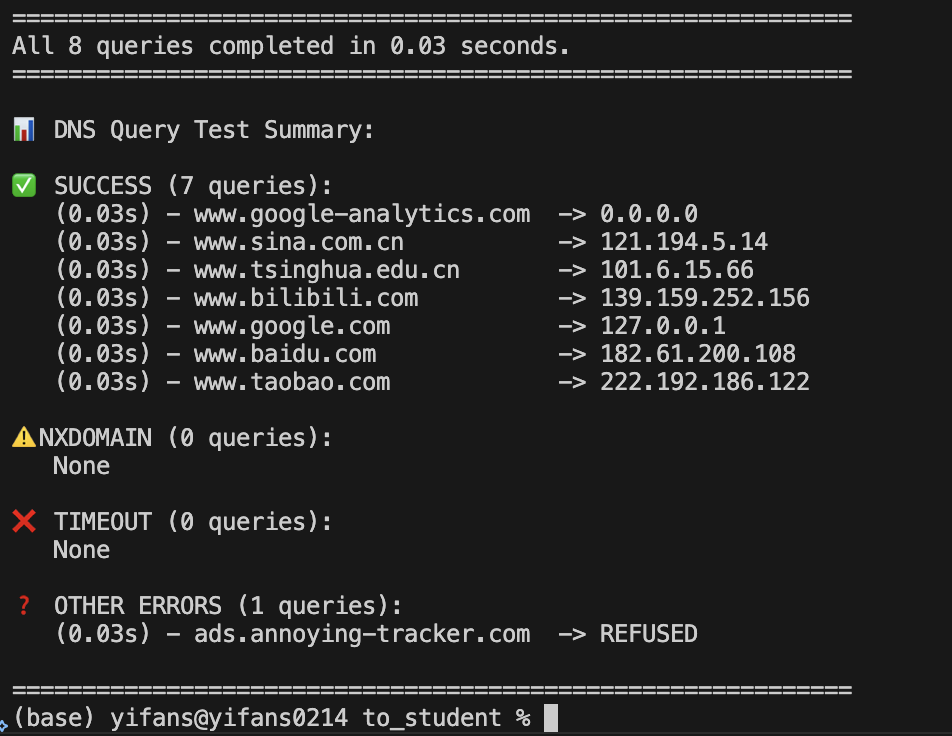 ============================================================
All 8 queries completed in 0.03 seconds.
============================================================
📊 DNS Query Test Summary:
✅ SUCCESS (7 queries):
(0.03s) - www.google-analytics.com -> 0.0.0.0
(0.03s) - www.sina.com.cn -> 121.194.5.14
(0.03s) - www.tsinghua.edu.cn -> 101.6.15.66
(0.03s) - www.bilibili.com -> 139.159.252.156
(0.03s) - www.google.com -> 127.0.0.1
(0.03s) - www.baidu.com -> 182.61.200.108
(0.03s) - www.taobao.com -> 222.192.186.122
⚠️NXDOMAIN (0 queries):
None
❌ TIMEOUT (0 queries):
None
❓ OTHER ERRORS (1 queries):
(0.03s) - ads.annoying-tracker.com -> REFUSED
============================================================
(base) yifans@yifans0214 to_student %